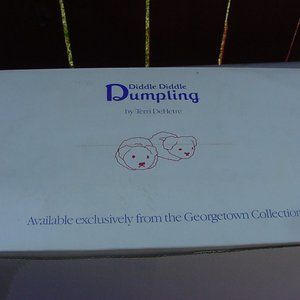 Diddle Diddle
Dumpling
by Terri DeHetre
Available exclusively from the Georgetown Collection